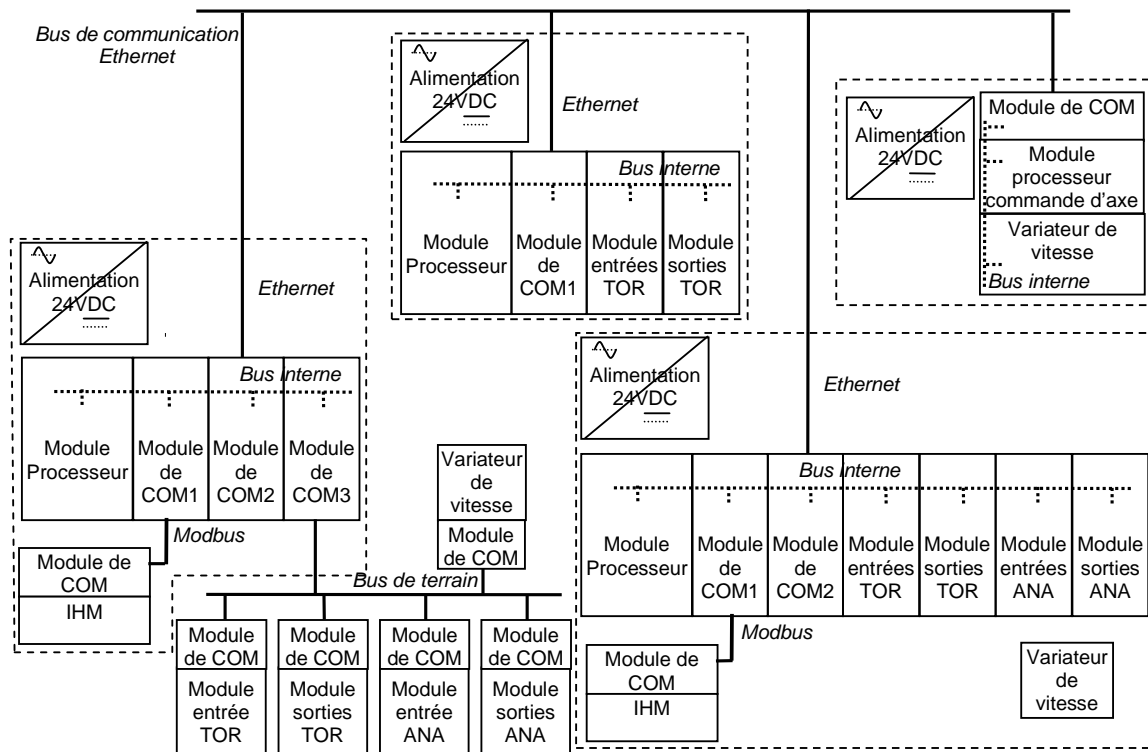 Bus de communication
Ethernet
Alimentation
24VDC
Ethernet
Bus interne
Module
Processeur
Module
de
COM1
Module
entrées
TOR
Module
sorties
TOR
Alimentation
24VDC
Module de COM
Module
processeur
commande d'axe
Variateur de
vitesse
Bus interne
Alimentation
24VDC
Ethernet
Bus interne
Module
Processeur
Module
de
COM1
Module
de
COM2
Module
de
COM3
Modbus
Module de
COM
IHM
Variateur
de
vitesse
Module
de COM
Bus de terrain
Module
de COM
Module
entrée
TOR
Module
de COM
Module
sorties
TOR
Module
de COM
Module
entrée
ANA
Module
de COM
Module
sorties
ANA
Alimentation
24VDC
Ethernet
Bus interne
Module
Processeur
Module
de
COM1
Module
de
COM2
Module
entrées
TOR
Module
sorties
TOR
Module
entrées
ANA
Module
sorties
ANA
Modbus
Module de
COM
IHM
Variateur
de
vitesse